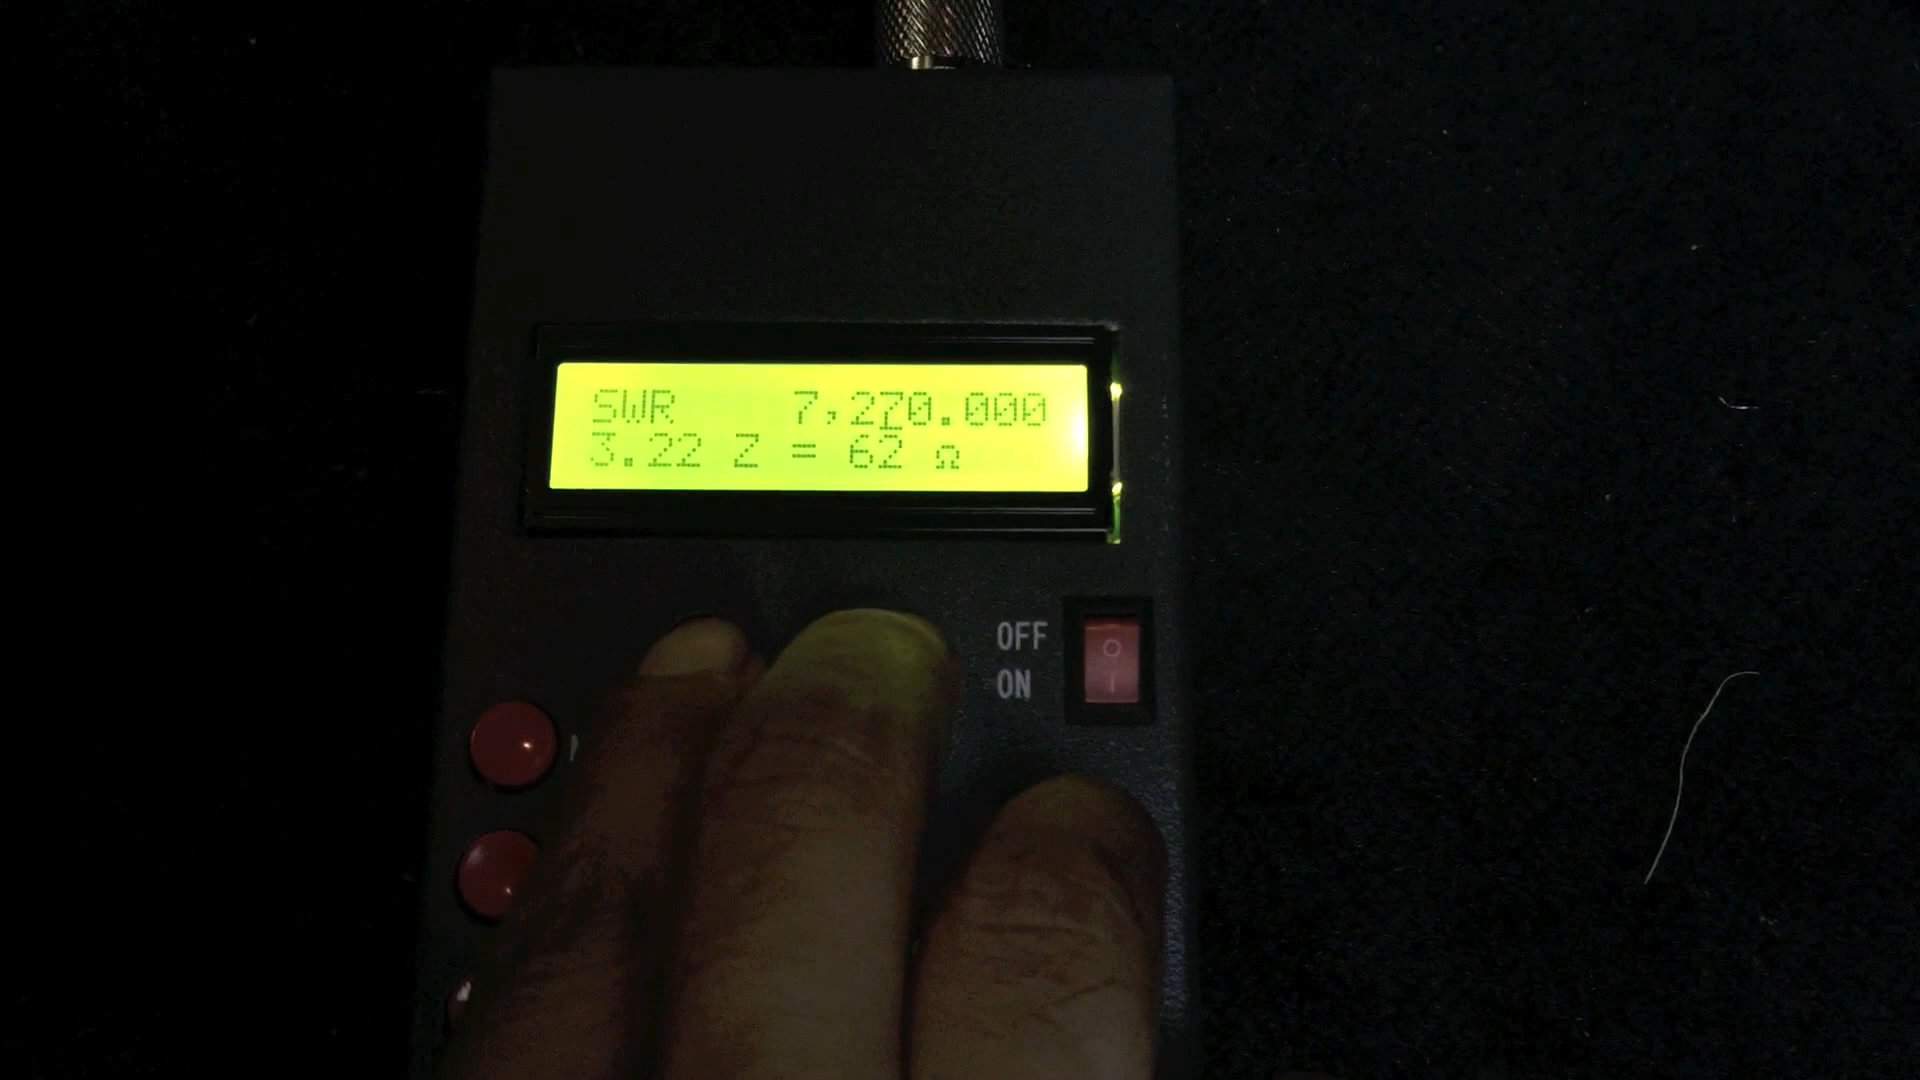 SWR 7,270.000
3.22 Z = 62 Ω
OFF
ON